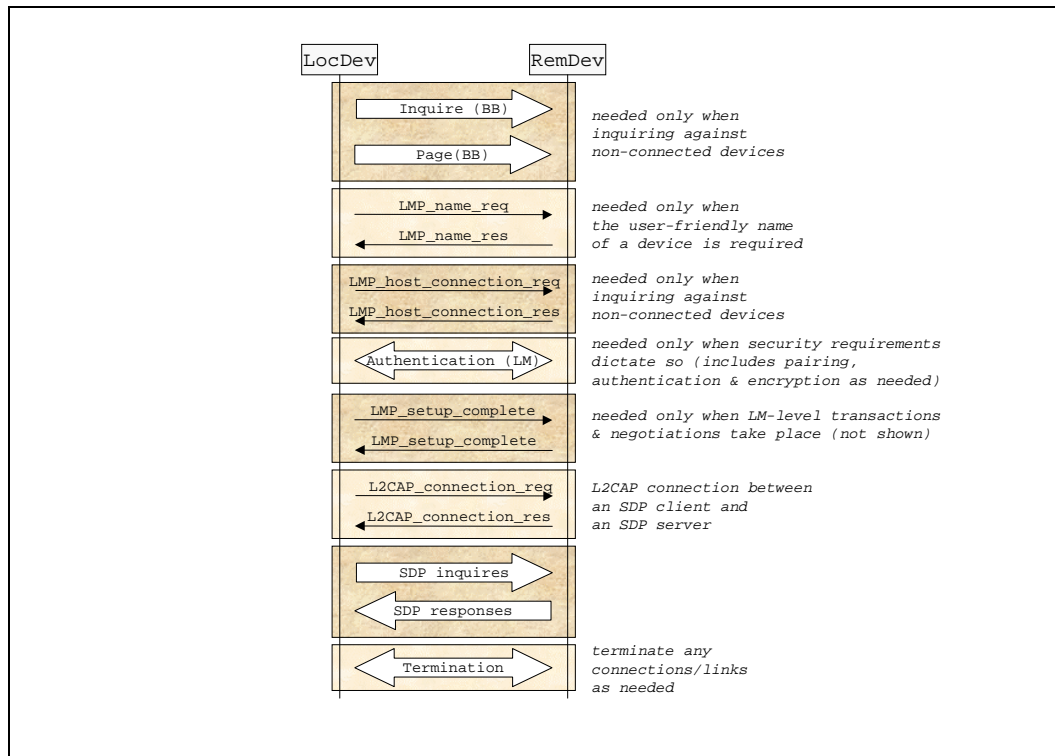 LocDev
RemDev
Inquire (BB)
Page(BB)
needed only when
inquiring against
non-connected devices
LMP_name_req
LMP_name_res
needed only when
the user-friendly name
of a device is required
LMP_host_connection_req
LMP_host_connection_res
needed only when
inquiring against
non-connected devices
Authentication (LM)
needed only when security requirements
dictate so (includes pairing,
authentication & encryption as needed)
LMP_setup_complete
LMP_setup_complete
needed only when LM-level transactions
& negotiations take place (not shown)
L2CAP_connection_req
L2CAP_connection_res
L2CAP connection between
an SDP client and
an SDP server
SDP inquires
SDP responses
Termination
terminate any
connections/links
as needed